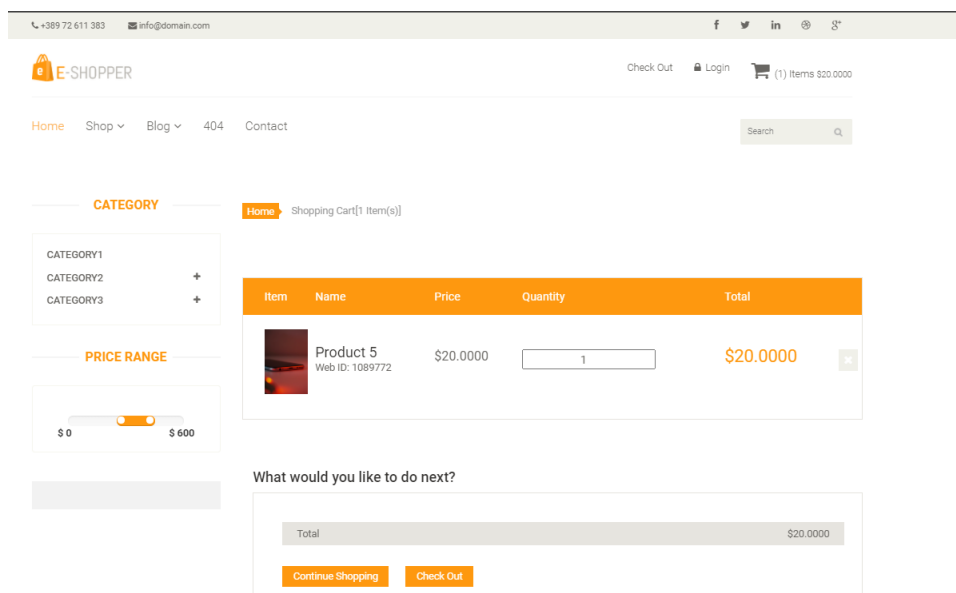 +389 72 611 383 info@domain.com
E-SHOPPER
Check Out Login (1) Items $20.0000
Home Shop Blog 404 Contact
Search
CATEGORY
CATEGORY1
CATEGORY2
CATEGORY3
PRICE RANGE
$ 0 $ 600
Home Shopping Cart[1 Item(s)]
Item Name Price Quantity Total
Product 5 $20.0000 1 $20.0000
Web ID: 1089772
What would you like to do next?
Total $20.0000
Continue Shopping Check Out